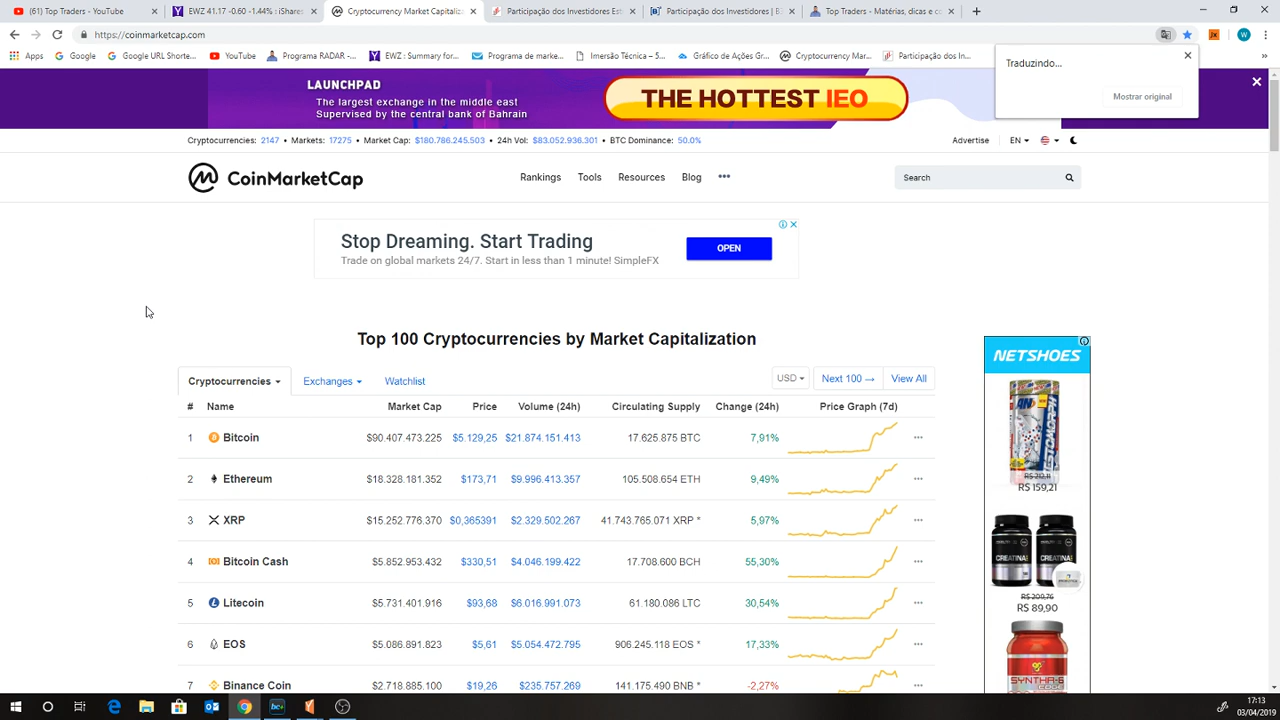 (61) Top Traders - YouTube
EWZ 41.17 -0.60 -1.44% : iShares
Cryptocurrency Market Capitaliz
Participação dos Investidores Est
Participação dos Investidores | B3
Top Traders - Matérias, dicas e co
https://coinmarketcap.com
YouTube
Google
Google URL Shorte...
YouTube
Programa RADAR -...
EWZ : Summary for...
Programa de marke...
Imersão Técnica – 5...
Gráfico de Ações Gr...
Cryptocurrency Mar...
Participação dos In...
Traduzindo...
Mostrar original
LAUNCHPAD
The largest exchange in the middle east
Supervised by the central bank of Bahrain
THE HOTTEST IEO
Cryptocurrencies: 2147 • Markets: 17275 • Market Cap: $180.786.245.503 • 24h Vol: $83.052.936.301 • BTC Dominance: 50.0%
Advertise
EN
CoinMarketCap
Rankings
Tools
Resources
Blog
•••
Search
Stop Dreaming. Start Trading
Trade on global markets 24/7. Start in less than 1 minute! SimpleFX
OPEN
Top 100 Cryptocurrencies by Market Capitalization
Cryptocurrencies
Exchanges
Watchlist
USD
Next 100 →
View All
# Name Market Cap Price Volume (24h) Circulating Supply Change (24h) Price Graph (7d)
1 Bitcoin $90.407.473.225 $5.129,25 $21.874.151.413 17.625.875 BTC 7,91%
2 Ethereum $18.328.181.352 $173,71 $9.996.413.357 105.508.654 ETH 9,49%
3 XRP $15.252.776.370 $0,365391 $2.329.502.267 41.743.765.071 XRP * 5,97%
4 Bitcoin Cash $5.852.953.432 $330,51 $4.046.199.422 17.708.600 BCH 55,30%
5 Litecoin $5.731.401.916 $93,68 $6.016.991.073 61.180.086 LTC 30,54%
6 EOS $5.086.891.823 $5,61 $5.054.472.795 906.245.118 EOS * 17,33%
7 Binance Coin $2.718.885.100 $19,26 $235.757.269 141.175.490 BNB * -2,27%
NETSHOES
R$ 212,11
R$ 159,21
CREATINA
CREATINA
R$ 209,76
R$ 89,90
SYNTHA-6
EDGE
17:13
03/04/2019